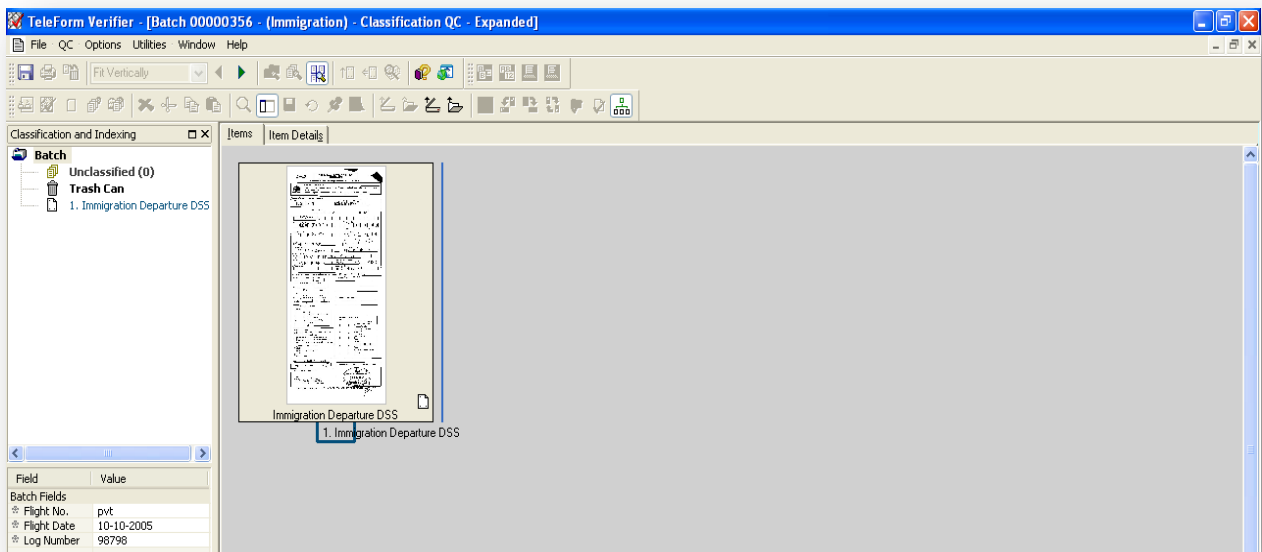 TeleForm Verifier - [Batch 00000356 - (Immigration) - Classification QC - Expanded]
File QC Options Utilities Window Help
Fit Vertically
Classification and Indexing
Items Item Details
Batch
Unclassified (0)
Trash Can
1. Immigration Departure DSS
Immigration Departure DSS
1. Immigration Departure DSS
Field Value
Batch Fields
Flight No. pvt
Flight Date 10-10-2005
Log Number 98798